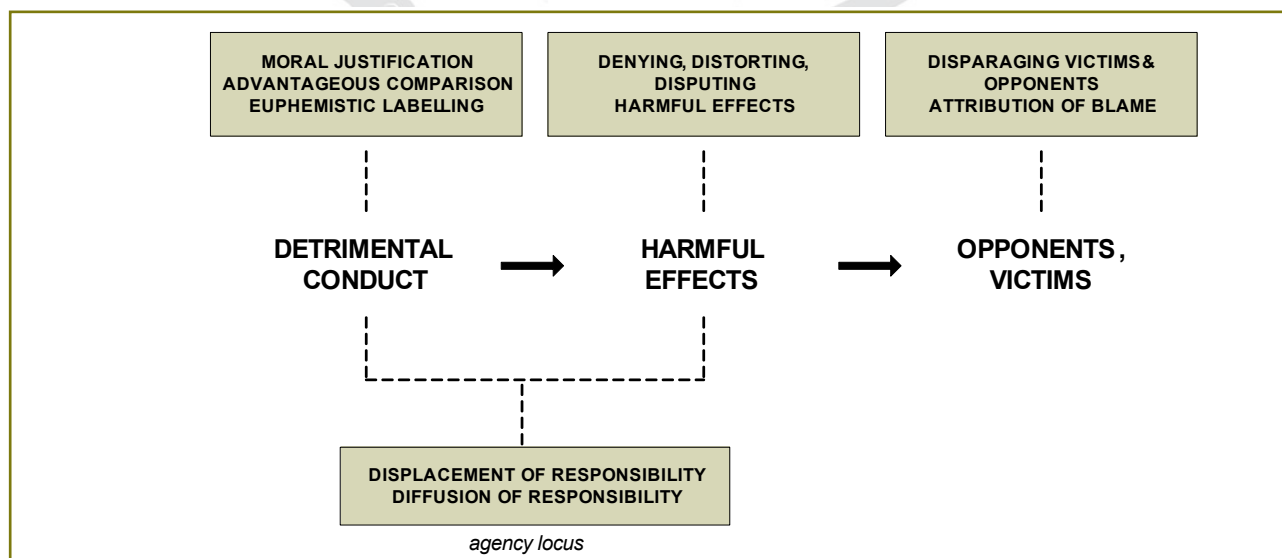 MORAL JUSTIFICATION
ADVANTAGEOUS COMPARISON
EUPHEMISTIC LABELLING
DENYING, DISTORTING,
DISPUTING
HARMFUL EFFECTS
DISPARAGING VICTIMS &
OPPONENTS
ATTRIBUTION OF BLAME
DETRIMENTAL
CONDUCT
HARMFUL
EFFECTS
OPPONENTS,
VICTIMS
DISPLACEMENT OF RESPONSIBILITY
DIFFUSION OF RESPONSIBILITY
agency locus